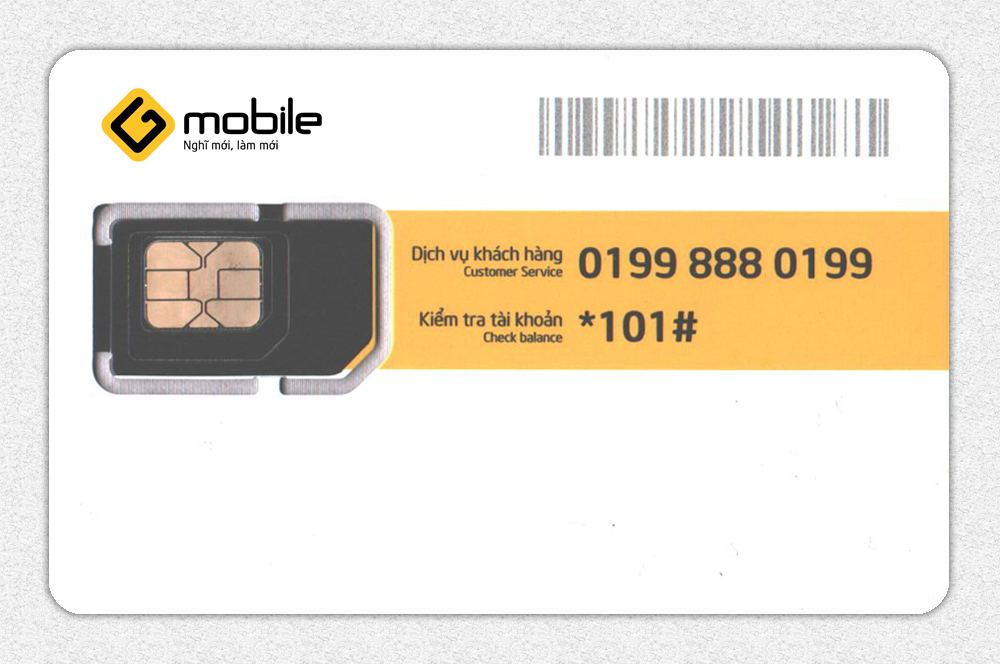 mobile
Nghĩ mới, làm mới
Dịch vụ khách hàng
Customer Service
0199 888 0199
Kiểm tra tài khoản
Check balance
*101#